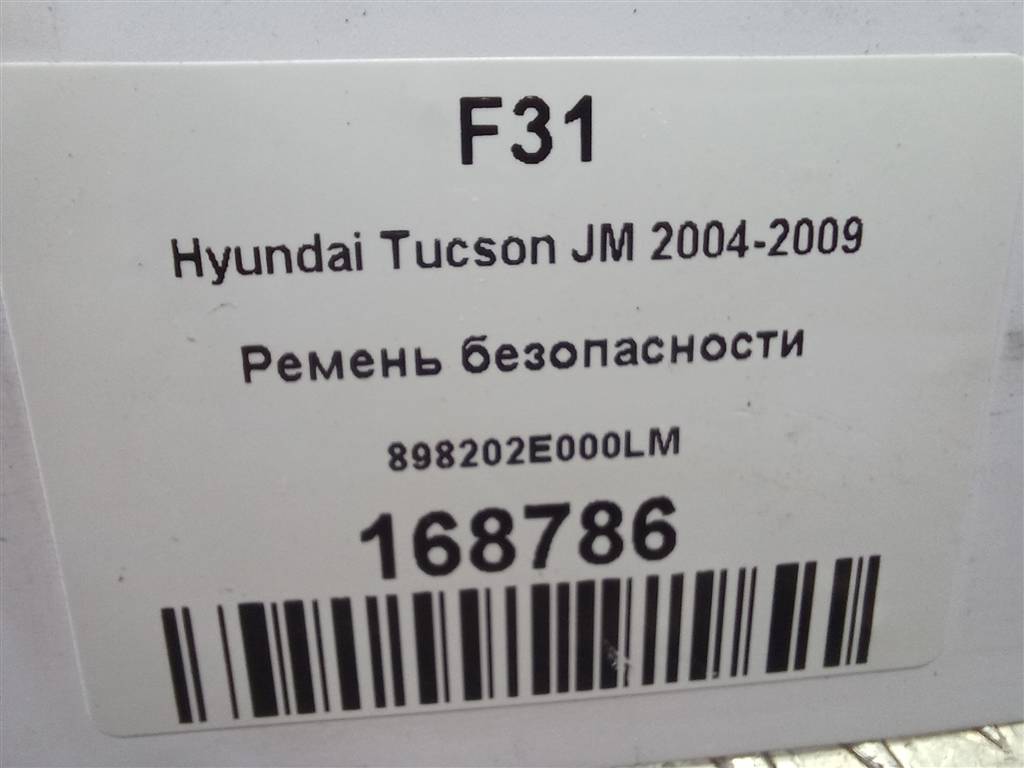 F31
Hyundai Tucson JM 2004-2009
Ремень безопасности
898202E000LM
168786